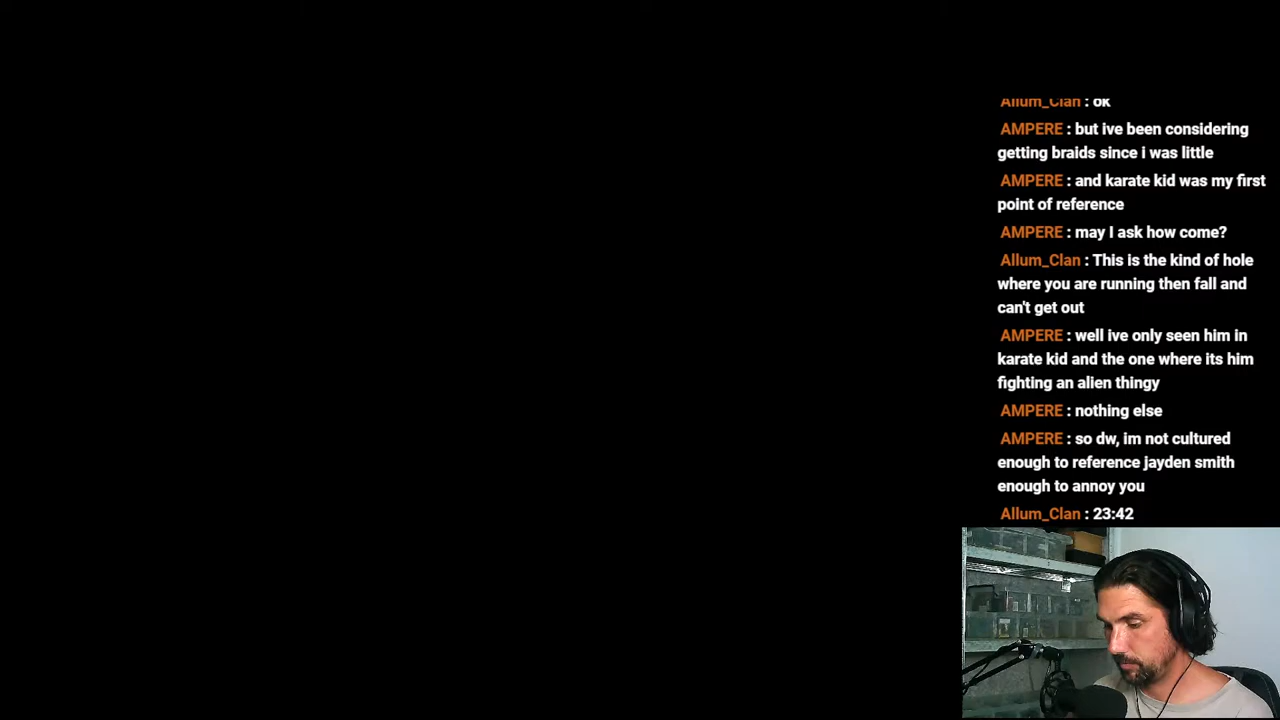 Allum_Clan : ok
AMPERE : but ive been considering
getting braids since i was little
AMPERE : and karate kid was my first
point of reference
AMPERE : may I ask how come?
Allum_Clan : This is the kind of hole
where you are running then fall and
can't get out
AMPERE : well ive only seen him in
karate kid and the one where its him
fighting an alien thingy
AMPERE : nothing else
AMPERE : so dw, im not cultured
enough to reference jayden smith
enough to annoy you
Allum_Clan : 23:42